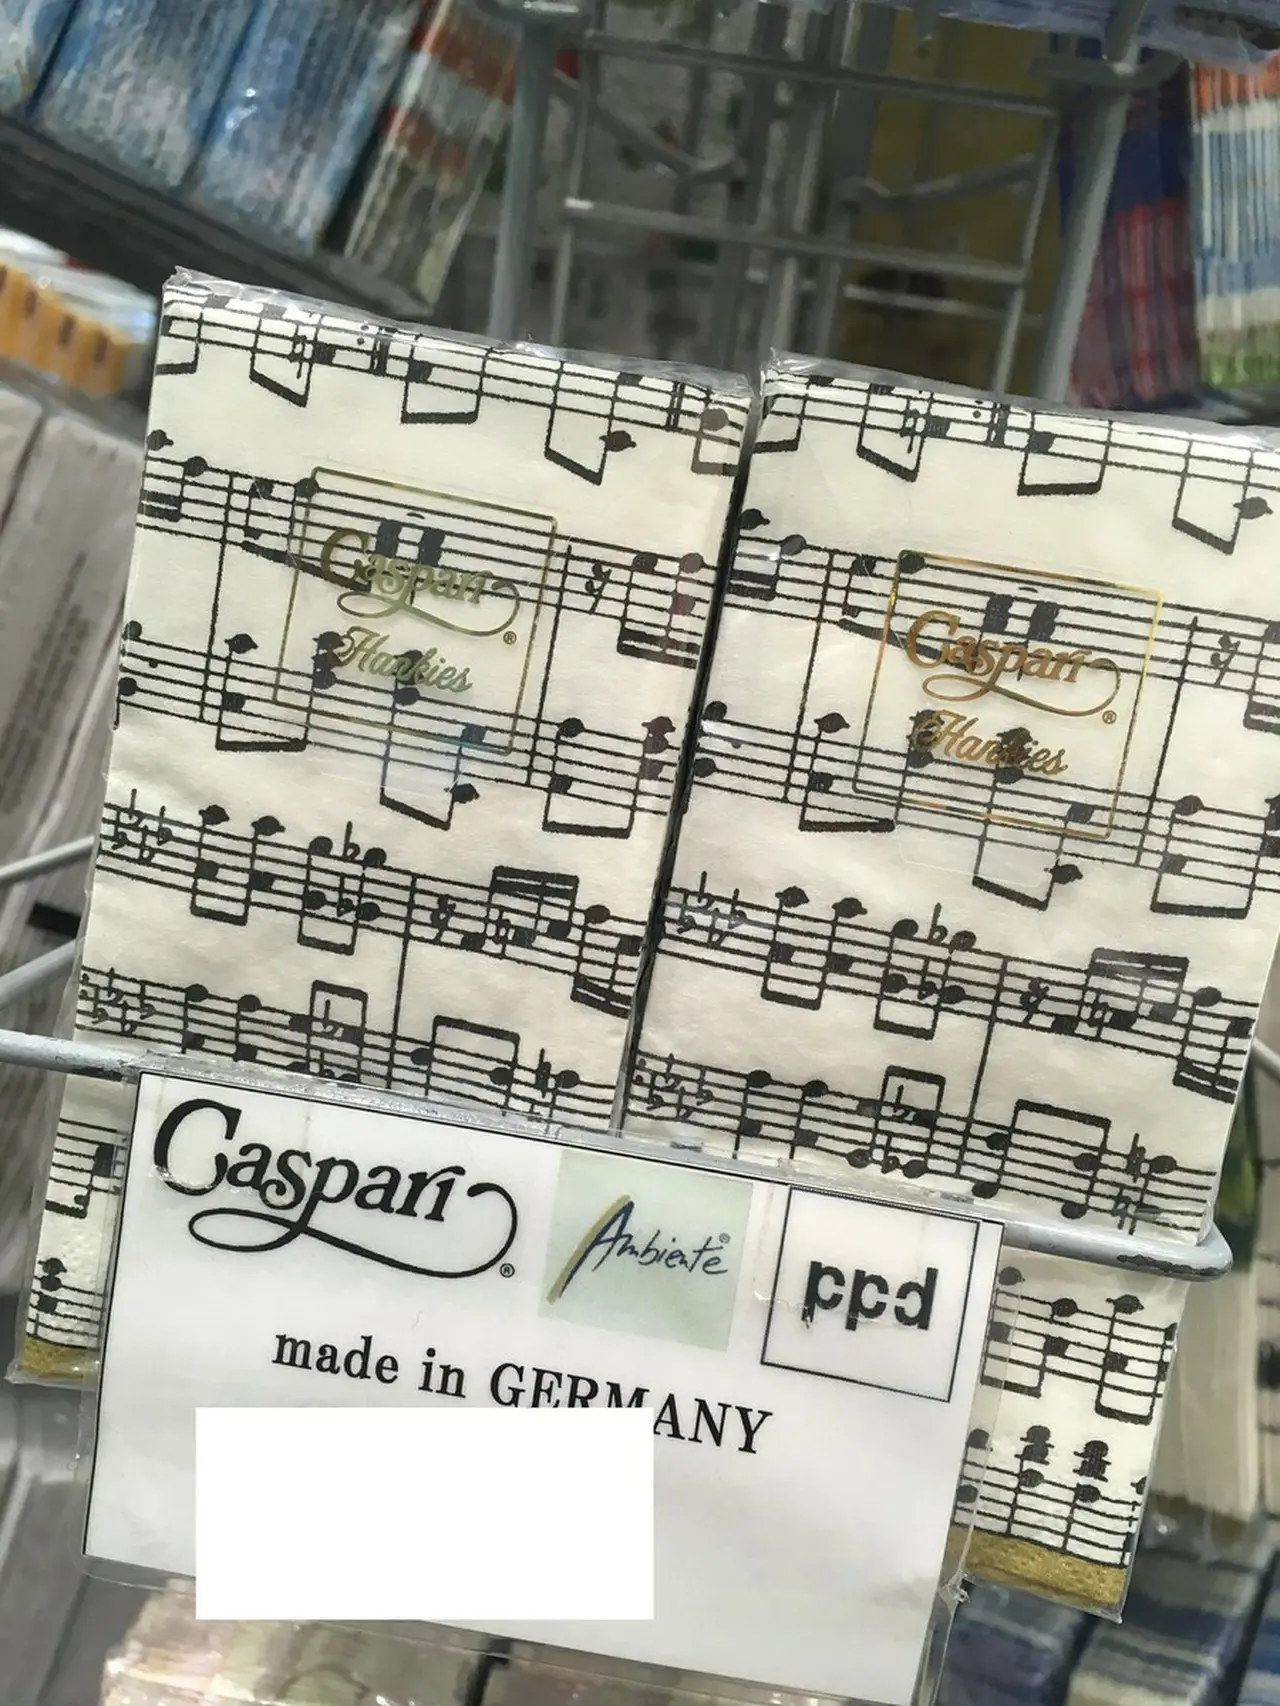 Caspari®
Hankies
Caspari®
Hankies
Caspari®
Ambiente®
ppd
made in GERMANY